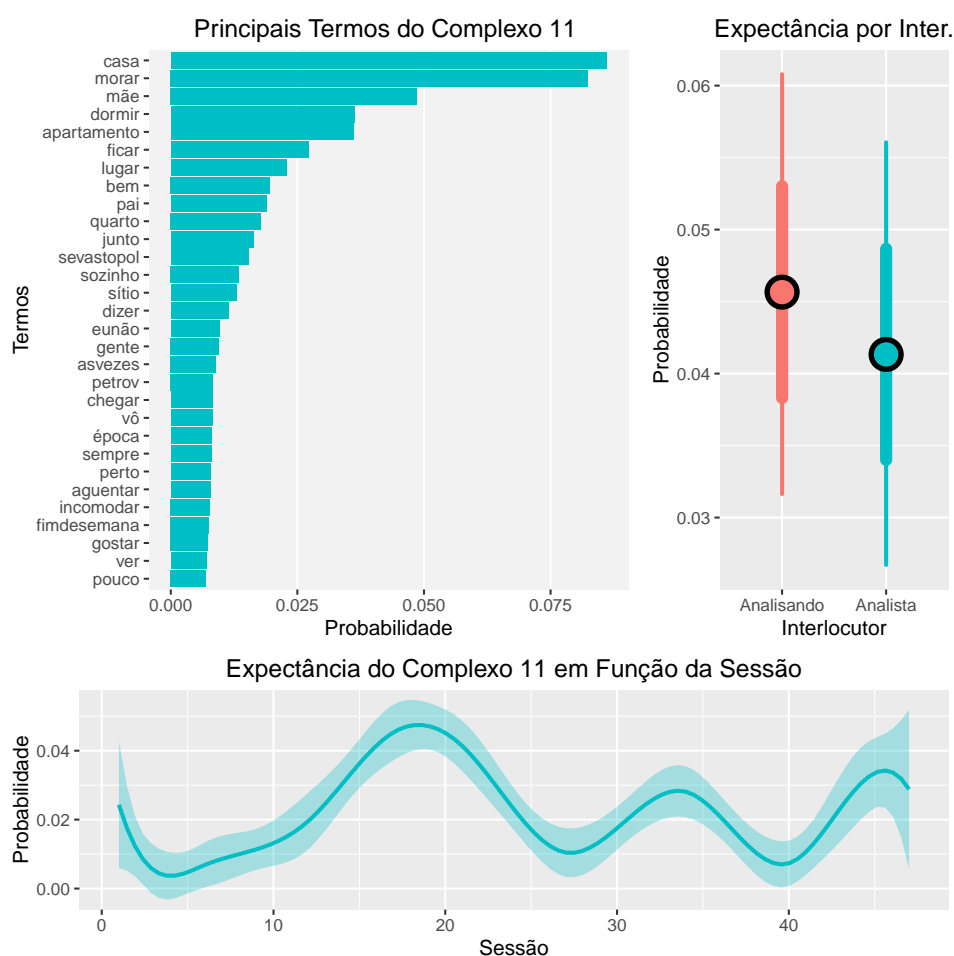 Principais Termos do Complexo 11
Termos
casa
morar
mãe
dormir
apartamento
ficar
lugar
bem
pai
quarto
junto
sevastopol
sozinho
sítio
dizer
eunão
gente
asvezes
petrov
chegar
vô
época
sempre
perto
aguentar
incomodar
fimdesemana
gostar
ver
pouco
0.000 0.025 0.050 0.075
Probabilidade
Expectância por Inter.
Probabilidade
0.06
0.05
0.04
0.03
Analisando Analista
Interlocutor
Expectância do Complexo 11 em Função da Sessão
Probabilidade
0.04
0.02
0.00
0 10 20 30 40
Sessão